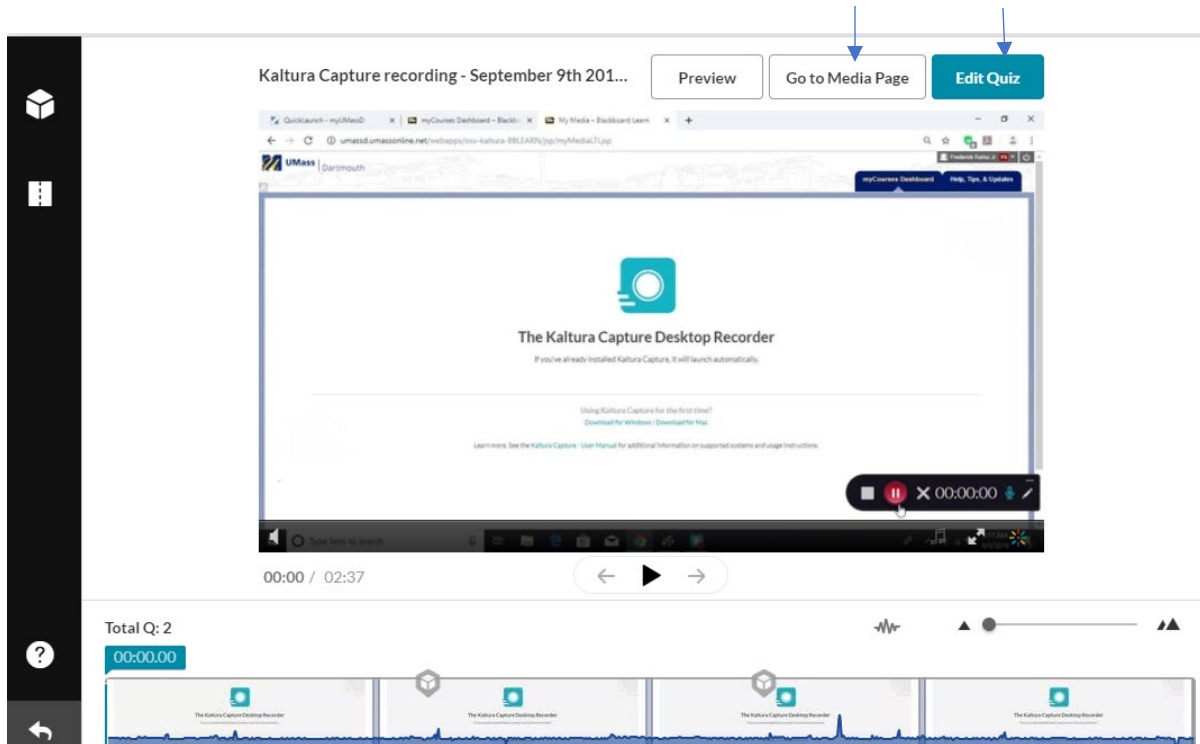 Kaltura Capture recording - September 9th 201...
Preview
Go to Media Page
Edit Quiz
QuickLaunch - myUMassD
myCourses Dashboard – Blackb
My Media – Blackboard Learn
umassd.umassonline.net/webapps/osv-kaltura-BBLEARN/jsp/myMediaLTI.jsp
UMass Dartmouth
myCourses Dashboard
Help, Tips, & Updates
The Kaltura Capture Desktop Recorder
If you've already installed Kaltura Capture, it will launch automatically.
Using Kaltura Capture for the first time?
Download for Windows | Download for Mac
Learn more. See the Kaltura Capture - User Manual for additional information on supported systems and usage instructions.
00:00:00
Type here to search
00:00 / 02:37
Total Q: 2
00:00.00
The Kaltura Capture Desktop Recorder
The Kaltura Capture Desktop Recorder
The Kaltura Capture Desktop Recorder
The Kaltura Capture Desktop Recorder